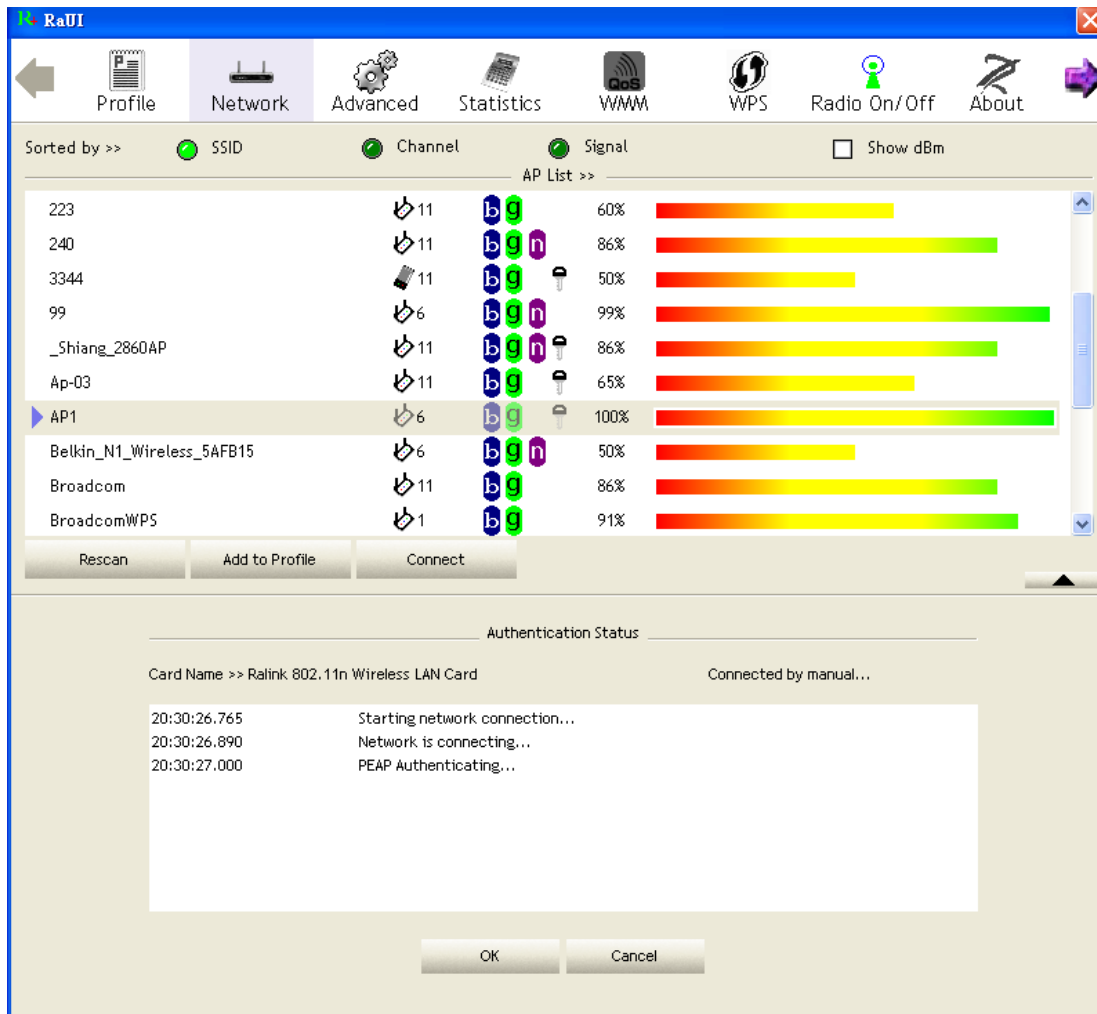 RaUI
Profile Network Advanced Statistics QoS WMM WPS Radio On/Off About
Sorted by >> SSID Channel Signal Show dBm
AP List >>
223 11 b g 60%
240 11 b g n 86%
3344 11 b g 50%
99 6 b g n 99%
_Shiang_2860AP 11 b g n 86%
Ap-03 11 b g 65%
AP1 6 b g 100%
Belkin_N1_Wireless_5AFB15 6 b g n 50%
Broadcom 11 b g 86%
BroadcomWPS 1 b g 91%
Rescan Add to Profile Connect
Authentication Status
Card Name >> Ralink 802.11n Wireless LAN Card Connected by manual...
20:30:26.765 Starting network connection...
20:30:26.890 Network is connecting...
20:30:27.000 PEAP Authenticating...
OK Cancel